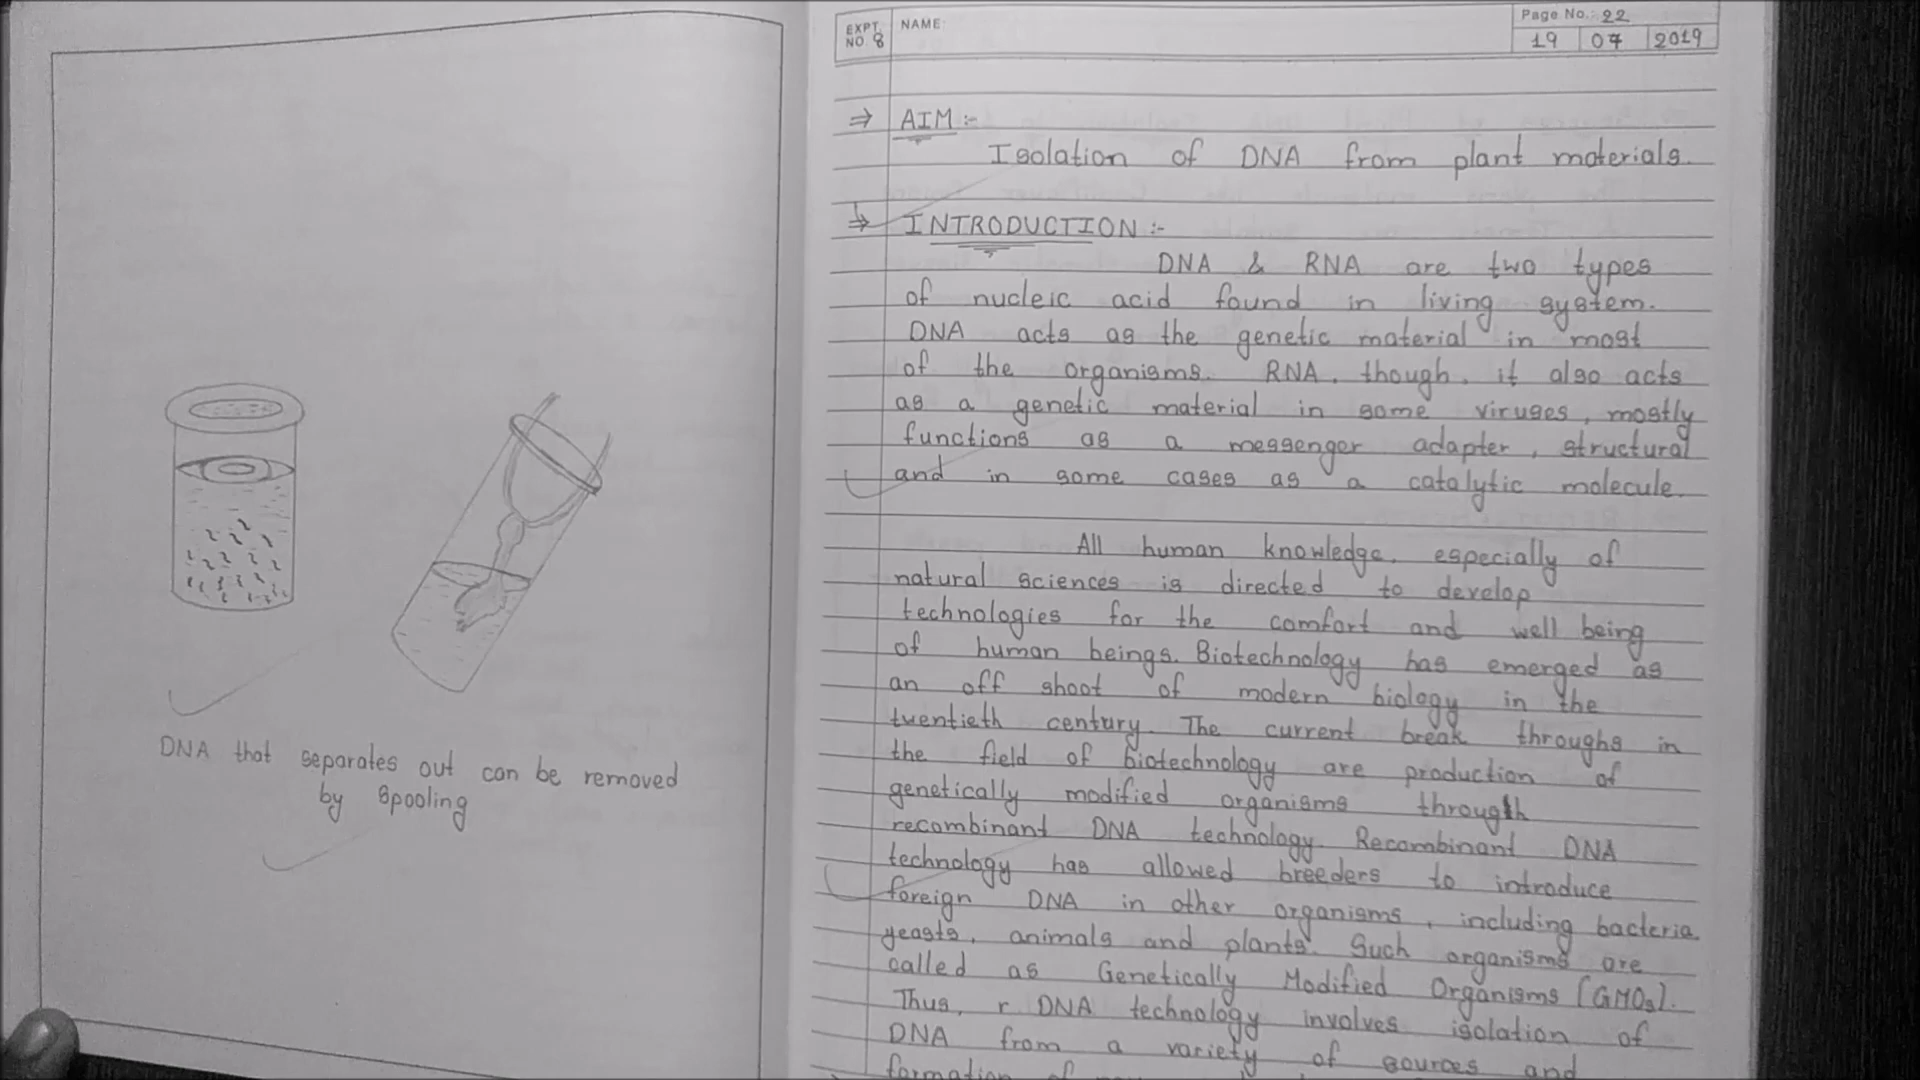 DNA that separates out can be removed
by spooling
EXPT. NO. 8
NAME:
Page No.: 22
19 07 2019
⇒ AIM :-
Isolation of DNA from plant materials.
⇒ INTRODUCTION :-
DNA & RNA are two types
of nucleic acid found in living system.
DNA acts as the genetic material in most
of the organisms. RNA, though, it also acts
as a genetic material in some viruses, mostly
functions as a messenger adapter, structural
and in some cases as a catalytic molecule.
All human knowledge, especially of
natural sciences is directed to develop
technologies for the comfort and well being
of human beings. Biotechnology has emerged as
an off shoot of modern biology in the
twentieth century. The current break throughs in
the field of biotechnology are production of
genetically modified organisms through
recombinant DNA technology. Recombinant DNA
technology has allowed breeders to introduce
foreign DNA in other organisms, including bacteria,
yeasts, animals and plants. Such organisms are
called as Genetically Modified Organisms [GMOs].
Thus, r DNA technology involves isolation of
DNA from a variety of sources and
formation of